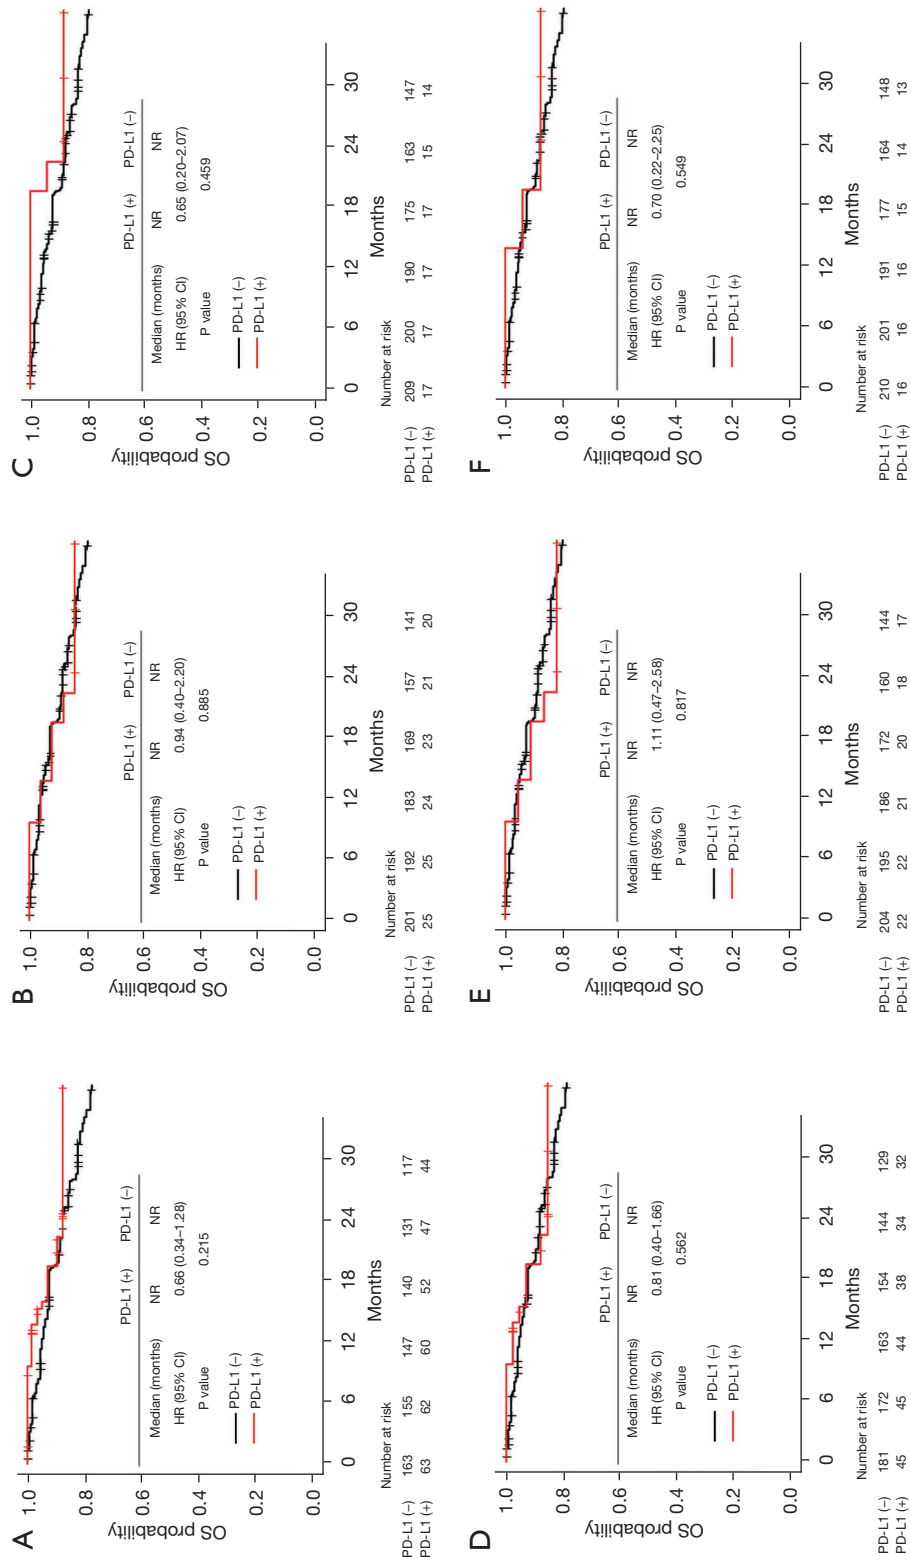 A
1.0
0.8
0.6
0.4
0.2
0.0
OS probability
PD-L1 (+) PD-L1 (–)
Median (months) NR NR
HR (95% CI) 0.66 (0.34–1.28)
P value 0.215
PD-L1 (–)
PD-L1 (+)
0 6 12 18 24 30
Months
Number at risk
PD-L1 (–) 163 155 147 140 131 117
PD-L1 (+) 63 62 60 52 47 44
B
1.0
0.8
0.6
0.4
0.2
0.0
OS probability
PD-L1 (+) PD-L1 (–)
Median (months) NR NR
HR (95% CI) 0.94 (0.40–2.20)
P value 0.885
PD-L1 (–)
PD-L1 (+)
0 6 12 18 24 30
Months
Number at risk
PD-L1 (–) 201 192 183 169 157 141
PD-L1 (+) 25 25 24 23 21 20
C
1.0
0.8
0.6
0.4
0.2
0.0
OS probability
PD-L1 (+) PD-L1 (–)
Median (months) NR NR
HR (95% CI) 0.65 (0.20–2.07)
P value 0.459
PD-L1 (–)
PD-L1 (+)
0 6 12 18 24 30
Months
Number at risk
PD-L1 (–) 209 200 190 175 163 147
PD-L1 (+) 17 17 17 17 15 14
D
1.0
0.8
0.6
0.4
0.2
0.0
OS probability
PD-L1 (+) PD-L1 (–)
Median (months) NR NR
HR (95% CI) 0.81 (0.40–1.66)
P value 0.562
PD-L1 (–)
PD-L1 (+)
0 6 12 18 24 30
Months
Number at risk
PD-L1 (–) 181 172 163 154 144 129
PD-L1 (+) 45 45 44 38 34 32
E
1.0
0.8
0.6
0.4
0.2
0.0
OS probability
PD-L1 (+) PD-L1 (–)
Median (months) NR NR
HR (95% CI) 1.11 (0.47–2.58)
P value 0.817
PD-L1 (–)
PD-L1 (+)
0 6 12 18 24 30
Months
Number at risk
PD-L1 (–) 204 195 186 172 160 144
PD-L1 (+) 22 22 21 20 18 17
F
1.0
0.8
0.6
0.4
0.2
0.0
OS probability
PD-L1 (+) PD-L1 (–)
Median (months) NR NR
HR (95% CI) 0.70 (0.22–2.25)
P value 0.549
PD-L1 (–)
PD-L1 (+)
0 6 12 18 24 30
Months
Number at risk
PD-L1 (–) 210 201 191 177 164 148
PD-L1 (+) 16 16 16 15 14 13